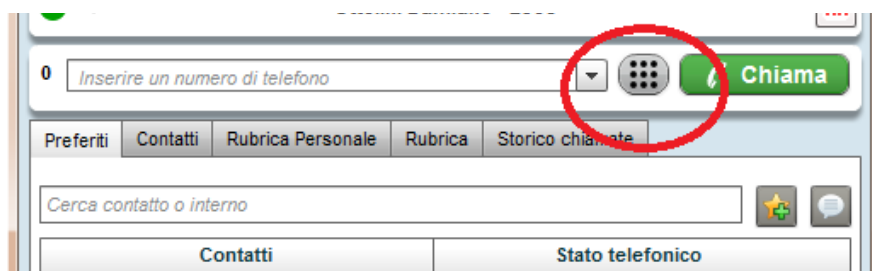 0 Inserire un numero di telefono Chiama
Preferiti Contatti Rubrica Personale Rubrica Storico chiamate
Cerca contatto o interno
Contatti Stato telefonico